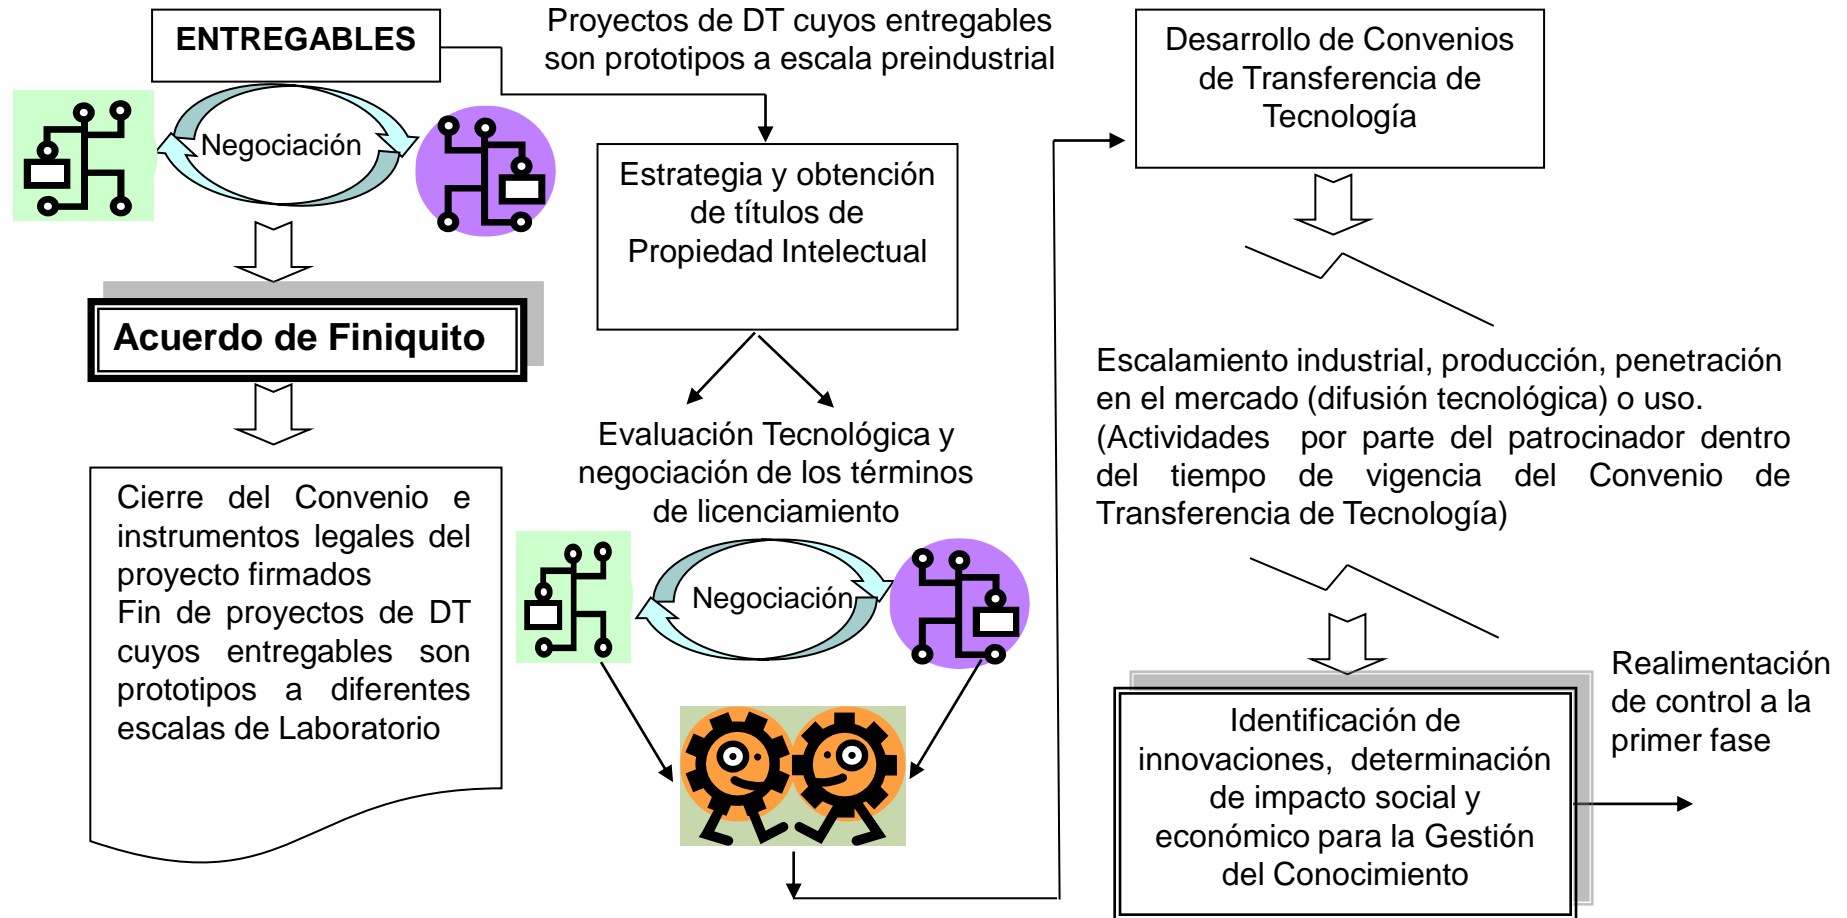 ENTREGABLES
Negociación
Acuerdo de Finiquito
Cierre del Convenio e
instrumentos legales del
proyecto firmados
Fin de proyectos de DT
cuyos entregables son
prototipos a diferentes
escalas de Laboratorio
Proyectos de DT cuyos entregables
son prototipos a escala preindustrial
Estrategia y obtención
de títulos de
Propiedad Intelectual
Evaluación Tecnológica y
negociación de los términos
de licenciamiento
Negociación
Desarrollo de Convenios
de Transferencia de
Tecnología
Escalamiento industrial, producción, penetración
en el mercado (difusión tecnológica) o uso.
(Actividades por parte del patrocinador dentro
del tiempo de vigencia del Convenio de
Transferencia de Tecnología)
Identificación de
innovaciones, determinación
de impacto social y
económico para la Gestión
del Conocimiento
Realimentación
de control a la
primer fase